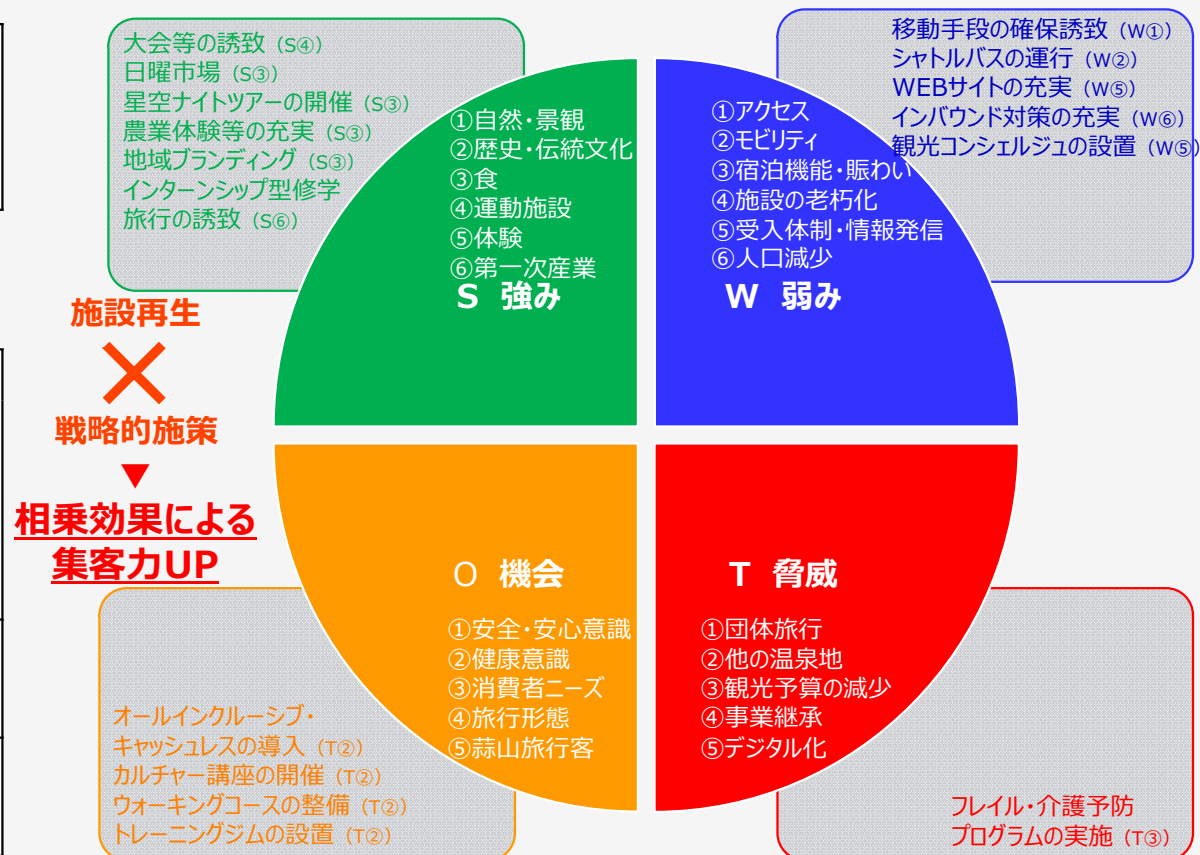 大会等の誘致（S④）
日曜市場（S③）
星空ナイトツアーの開催（S③）
農業体験等の充実（S③）
地域ブランディング（S③）
インターンシップ型修学
旅行の誘致（S⑥）
①自然・景観
②歴史・伝統文化
③食
④運動施設
⑤体験
⑥第一次産業
S 強み
移動手段の確保誘致（W①）
シャトルバスの運行（W②）
WEBサイトの充実（W⑤）
インバウンド対策の充実（W⑥）
観光コンシェルジュの設置（W⑤）
①アクセス
②モビリティ
③宿泊機能・賑わい
④施設の老朽化
⑤受入体制・情報発信
⑥人口減少
W 弱み
施設再生
×
戦略的施策
▼
相乗効果による
集客力UP
O 機会
①安全・安心意識
②健康意識
③消費者ニーズ
④旅行形態
⑤蒜山旅行客
オールインクルーシブ・
キャッシュレスの導入（T②）
カルチャー講座の開催（T②）
ウォーキングコースの整備（T②）
トレーニングジムの設置（T②）
T 脅威
①団体旅行
②他の温泉地
③観光予算の減少
④事業継承
⑤デジタル化
フレイル・介護予防
プログラムの実施（T③）